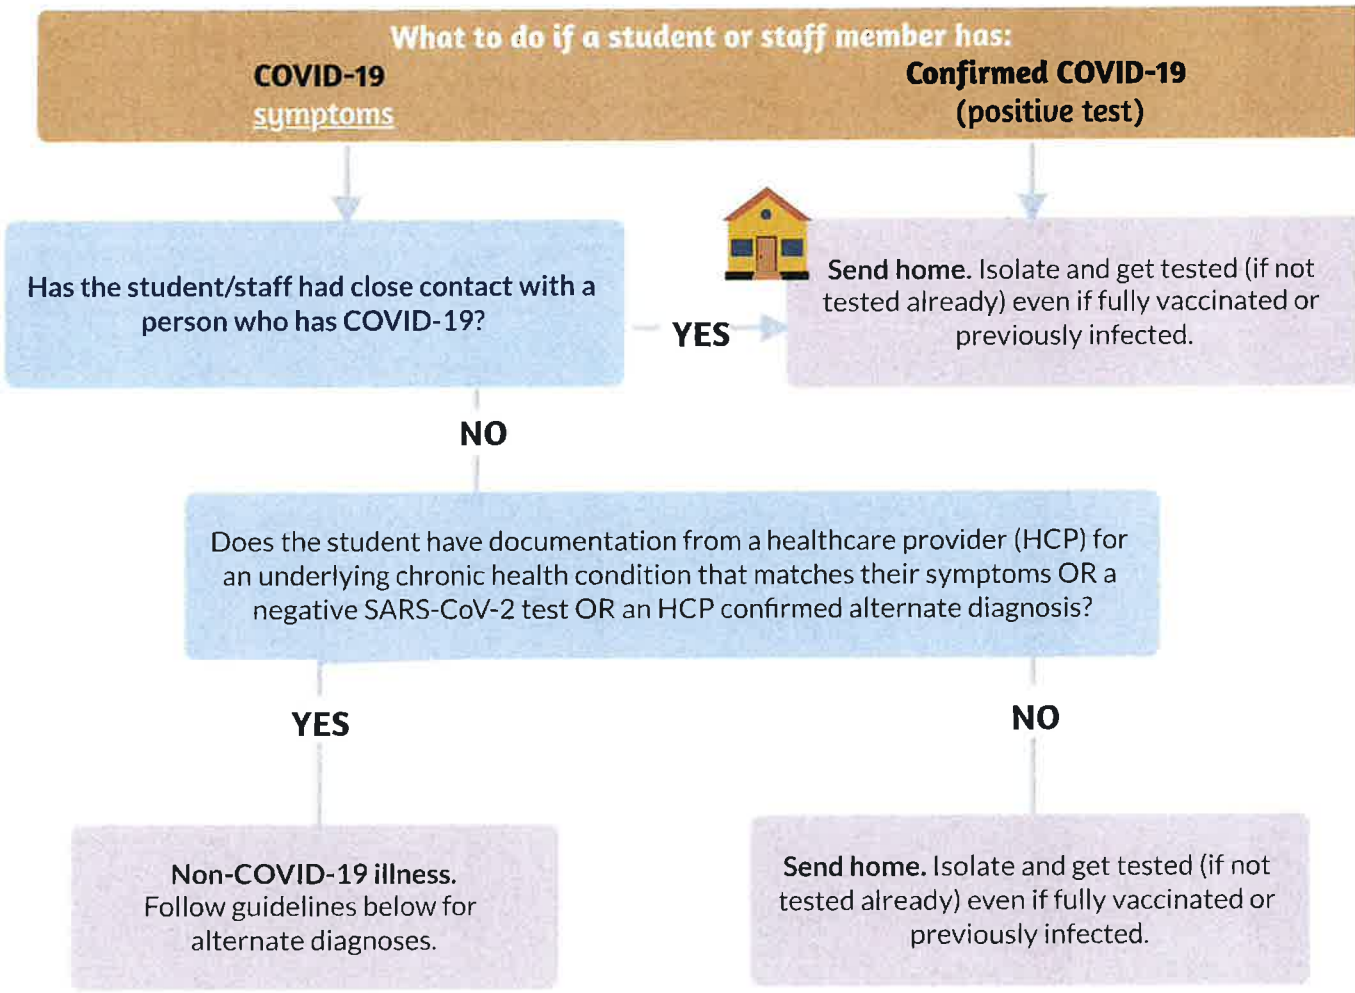 What to do if a student or staff member has:
COVID-19
symptoms
Confirmed COVID-19
(positive test)
Has the student/staff had close contact with a
person who has COVID-19?
YES
Send home. Isolate and get tested (if not
tested already) even if fully vaccinated or
previously infected.
NO
Does the student have documentation from a healthcare provider (HCP) for
an underlying chronic health condition that matches their symptoms OR a
negative SARS-CoV-2 test OR an HCP confirmed alternate diagnosis?
YES
NO
Non-COVID-19 illness.
Follow guidelines below for
alternate diagnoses.
Send home. Isolate and get tested (if not
tested already) even if fully vaccinated or
previously infected.